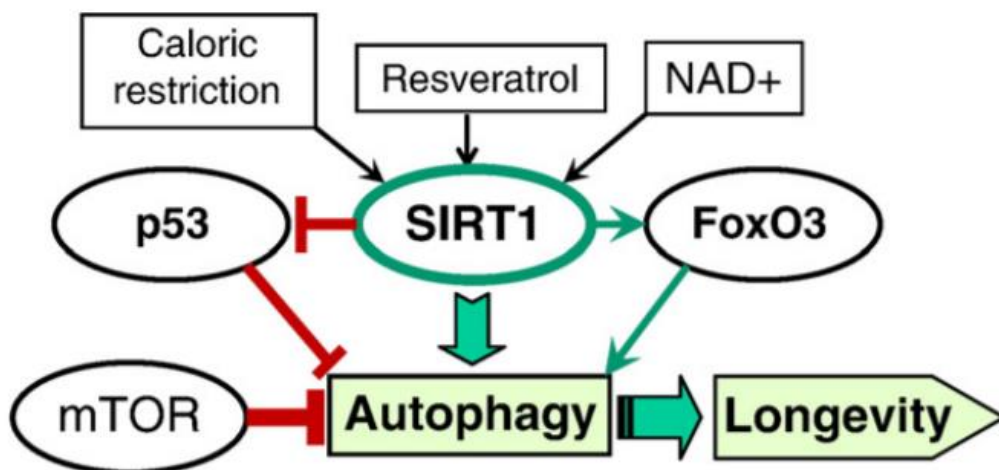 Caloric
restriction
Resveratrol
NAD+
p53
SIRT1
FoxO3
mTOR
Autophagy
Longevity